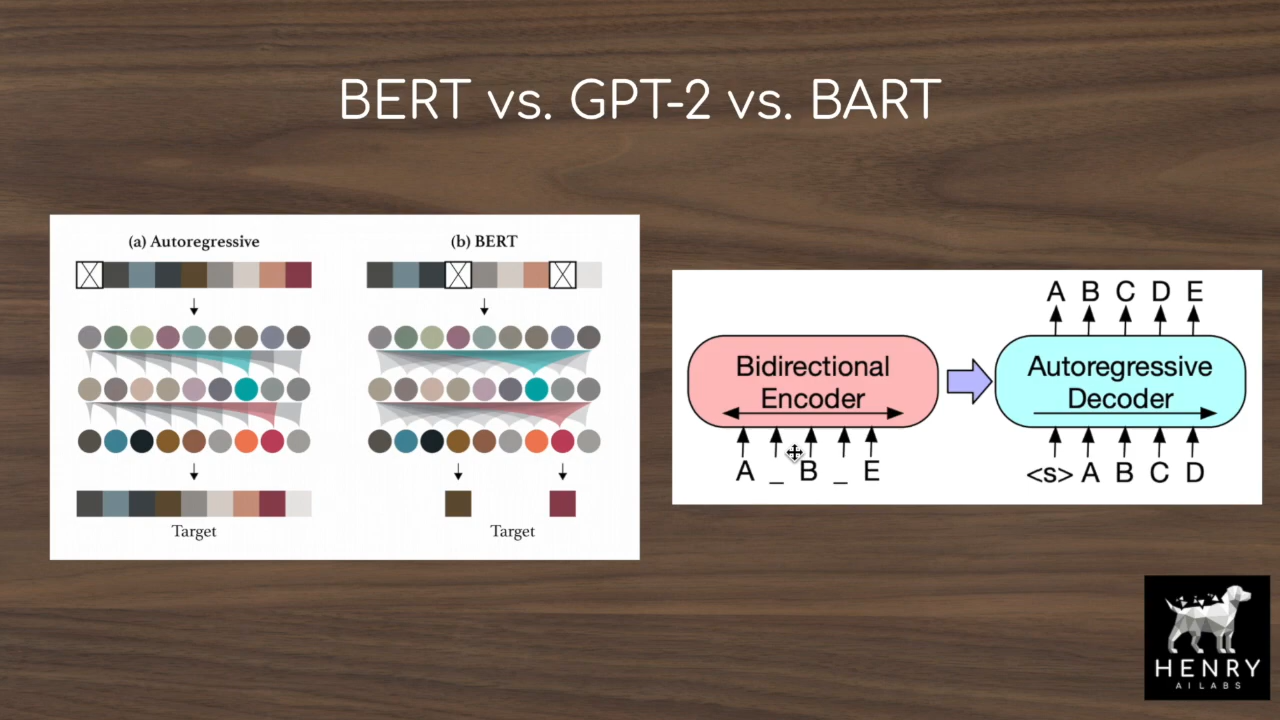 BERT vs. GPT-2 vs. BART
(a) Autoregressive
(b) BERT
Target
Target
A B C D E
Bidirectional
Encoder
Autoregressive
Decoder
A _ B _ E
<s> A B C D
HENRY
AI LABS